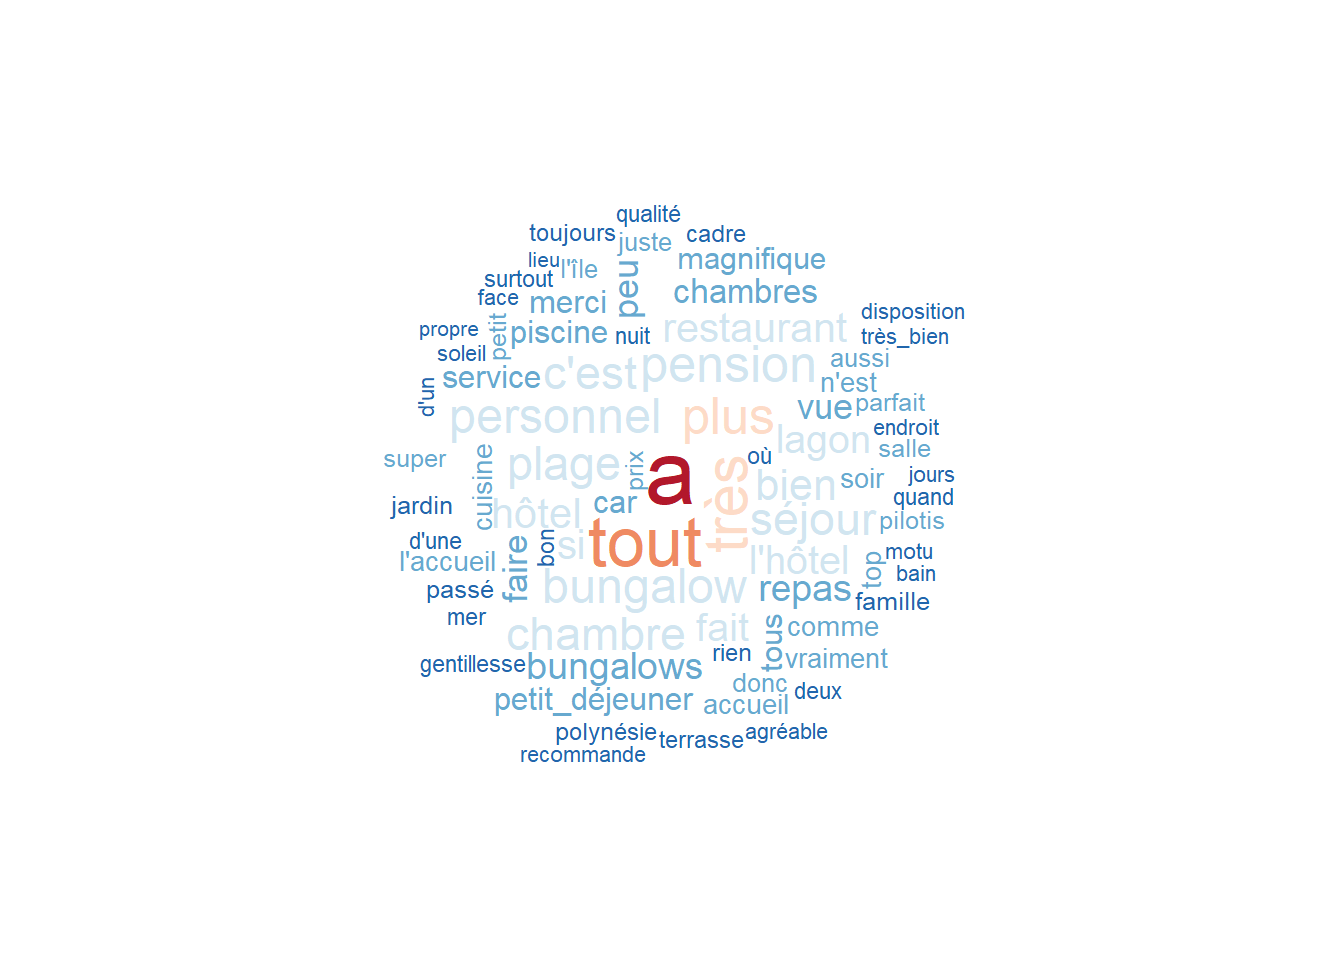 qualité
toujours
juste
cadre
lieu
l'île
magnifique
surtout
peu
face
merci
chambres
disposition
propre
petit
piscine
nuit
restaurant
très_bien
soleil
c'est
pension
aussi
d'un
service
n'est
personnel
plus
vue
parfait
lagon
endroit
super
cuisine
plage
prix
a
où
salle
bien
soir
jours
jardin
hôtel
car
très
séjour
quand
pilotis
d'une
bon
si
tout
l'hôtel
motu
l'accueil
faire
bungalow
top
bain
passé
repas
famille
mer
chambre
fait
tous
comme
gentillesse
bungalows
rien
vraiment
petit_déjeuner
donc
deux
accueil
polynésie
terrasse
agréable
recommande